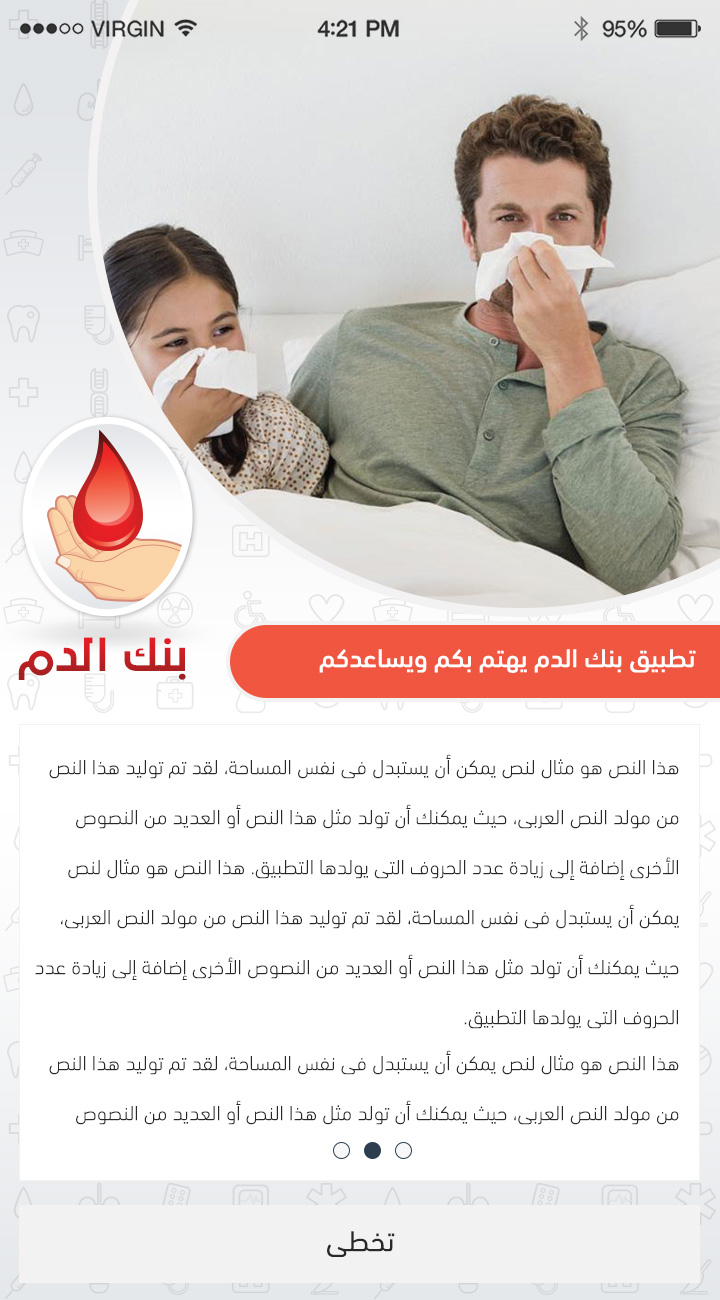 VIRGIN 4:21 PM 95%
تطبيق بنك الدم يهتم بكم ويساعدكم
بنك الدم
هذا النص هو مثال لنص يمكن أن يستبدل فى نفس المساحة، لقد تم توليد هذا النص
من مولد النص العربى، حيث يمكنك أن تولد مثل هذا النص أو العديد من النصوص
الأخرى إضافة إلى زيادة عدد الحروف التى يولدها التطبيق. هذا النص هو مثال لنص
يمكن أن يستبدل فى نفس المساحة، لقد تم توليد هذا النص من مولد النص العربى،
حيث يمكنك أن تولد مثل هذا النص أو العديد من النصوص الأخرى إضافة إلى زيادة عدد
الحروف التى يولدها التطبيق.
هذا النص هو مثال لنص يمكن أن يستبدل فى نفس المساحة، لقد تم توليد هذا النص
من مولد النص العربى، حيث يمكنك أن تولد مثل هذا النص أو العديد من النصوص
تخطى